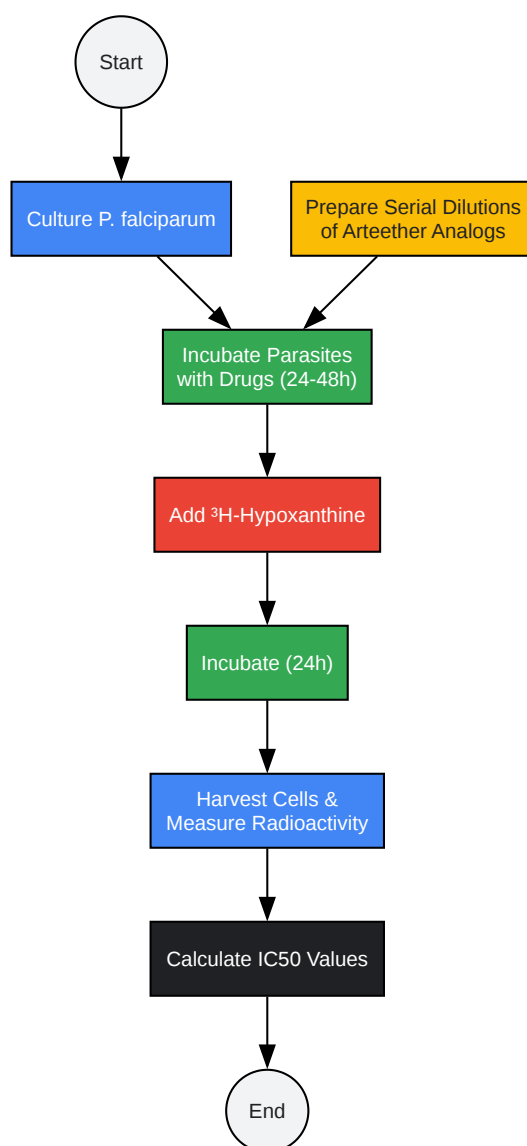 Start
Culture P. falciparum
Prepare Serial Dilutions
of Arteether Analogs
Incubate Parasites
with Drugs (24-48h)
Add ³H-Hypoxanthine
Incubate (24h)
Harvest Cells &
Measure Radioactivity
Calculate IC50 Values
End